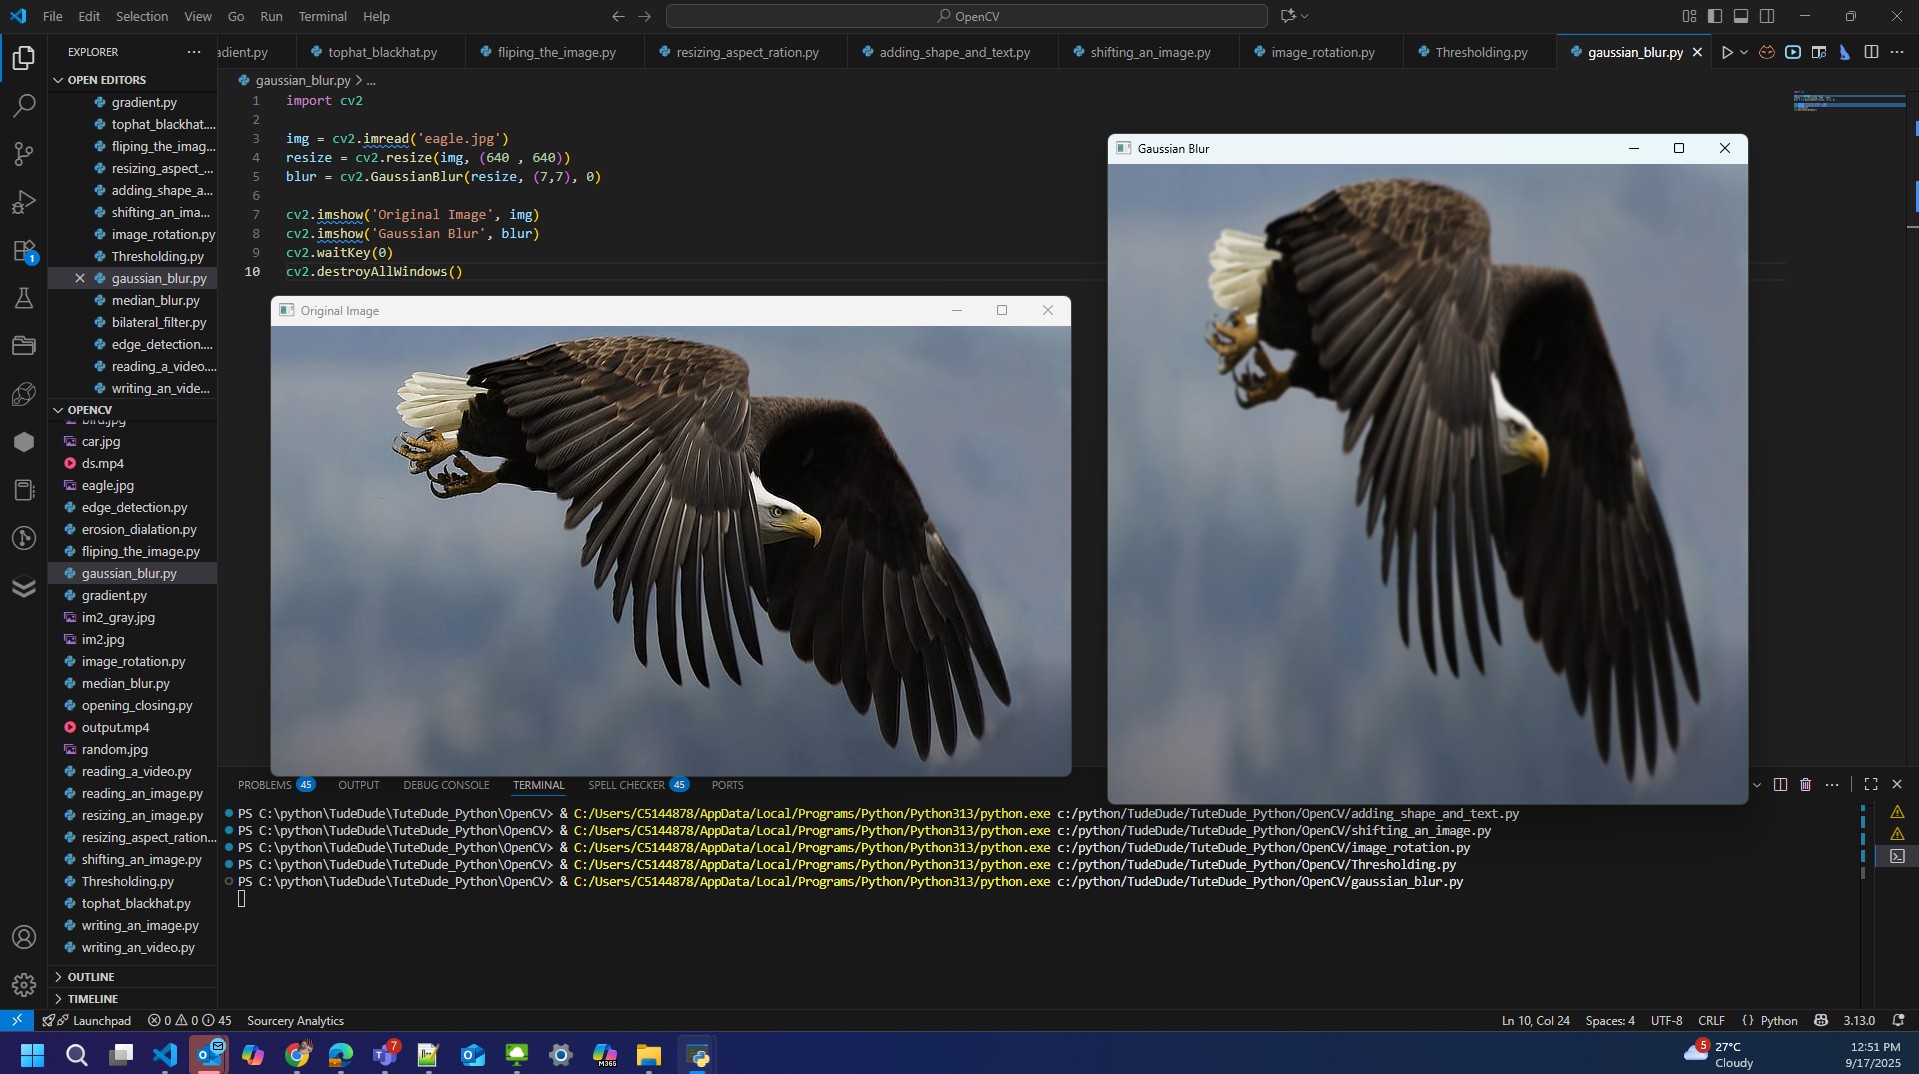 File Edit Selection View Go Run Terminal Help
OpenCV
EXPLORER
OPEN EDITORS
gradient.py
tophat_blackhat....
fliping_the_imag...
resizing_aspect_...
adding_shape_a...
shifting_an_ima...
image_rotation.py
Thresholding.py
gaussian_blur.py
median_blur.py
bilateral_filter.py
edge_detection....
reading_a_video....
writing_an_vide...
OPENCV
bird.jpg
car.jpg
ds.mp4
eagle.jpg
edge_detection.py
erosion_dialation.py
fliping_the_image.py
gaussian_blur.py
gradient.py
im2_gray.jpg
im2.jpg
image_rotation.py
median_blur.py
opening_closing.py
output.mp4
random.jpg
reading_a_video.py
reading_an_image.py
resizing_an_image.py
resizing_aspect_ration...
shifting_an_image.py
Thresholding.py
tophat_blackhat.py
writing_an_image.py
writing_an_video.py
OUTLINE
TIMELINE
adient.py tophat_blackhat.py fliping_the_image.py resizing_aspect_ration.py adding_shape_and_text.py shifting_an_image.py image_rotation.py Thresholding.py gaussian_blur.py
gaussian_blur.py > ...
1 import cv2
2
3 img = cv2.imread('eagle.jpg')
4 resize = cv2.resize(img, (640 , 640))
5 blur = cv2.GaussianBlur(resize, (7,7), 0)
6
7 cv2.imshow('Original Image', img)
8 cv2.imshow('Gaussian Blur', blur)
9 cv2.waitKey(0)
10 cv2.destroyAllWindows()
Original Image
Gaussian Blur
PROBLEMS 45 OUTPUT DEBUG CONSOLE TERMINAL SPELL CHECKER 45 PORTS
PS C:\python\TudeDude\TuteDude_Python\OpenCV> & C:/Users/C5144878/AppData/Local/Programs/Python/Python313/python.exe c:/python/TudeDude/TuteDude_Python/OpenCV/adding_shape_and_text.py
PS C:\python\TudeDude\TuteDude_Python\OpenCV> & C:/Users/C5144878/AppData/Local/Programs/Python/Python313/python.exe c:/python/TudeDude/TuteDude_Python/OpenCV/shifting_an_image.py
PS C:\python\TudeDude\TuteDude_Python\OpenCV> & C:/Users/C5144878/AppData/Local/Programs/Python/Python313/python.exe c:/python/TudeDude/TuteDude_Python/OpenCV/image_rotation.py
PS C:\python\TudeDude\TuteDude_Python\OpenCV> & C:/Users/C5144878/AppData/Local/Programs/Python/Python313/python.exe c:/python/TudeDude/TuteDude_Python/OpenCV/Thresholding.py
PS C:\python\TudeDude\TuteDude_Python\OpenCV> & C:/Users/C5144878/AppData/Local/Programs/Python/Python313/python.exe c:/python/TudeDude/TuteDude_Python/OpenCV/gaussian_blur.py
1
Launchpad 0 0 45 Sourcery Analytics
Ln 10, Col 24 Spaces: 4 UTF-8 CRLF {} Python 3.13.0
7
M365
5
27°C
Cloudy
12:51 PM
9/17/2025